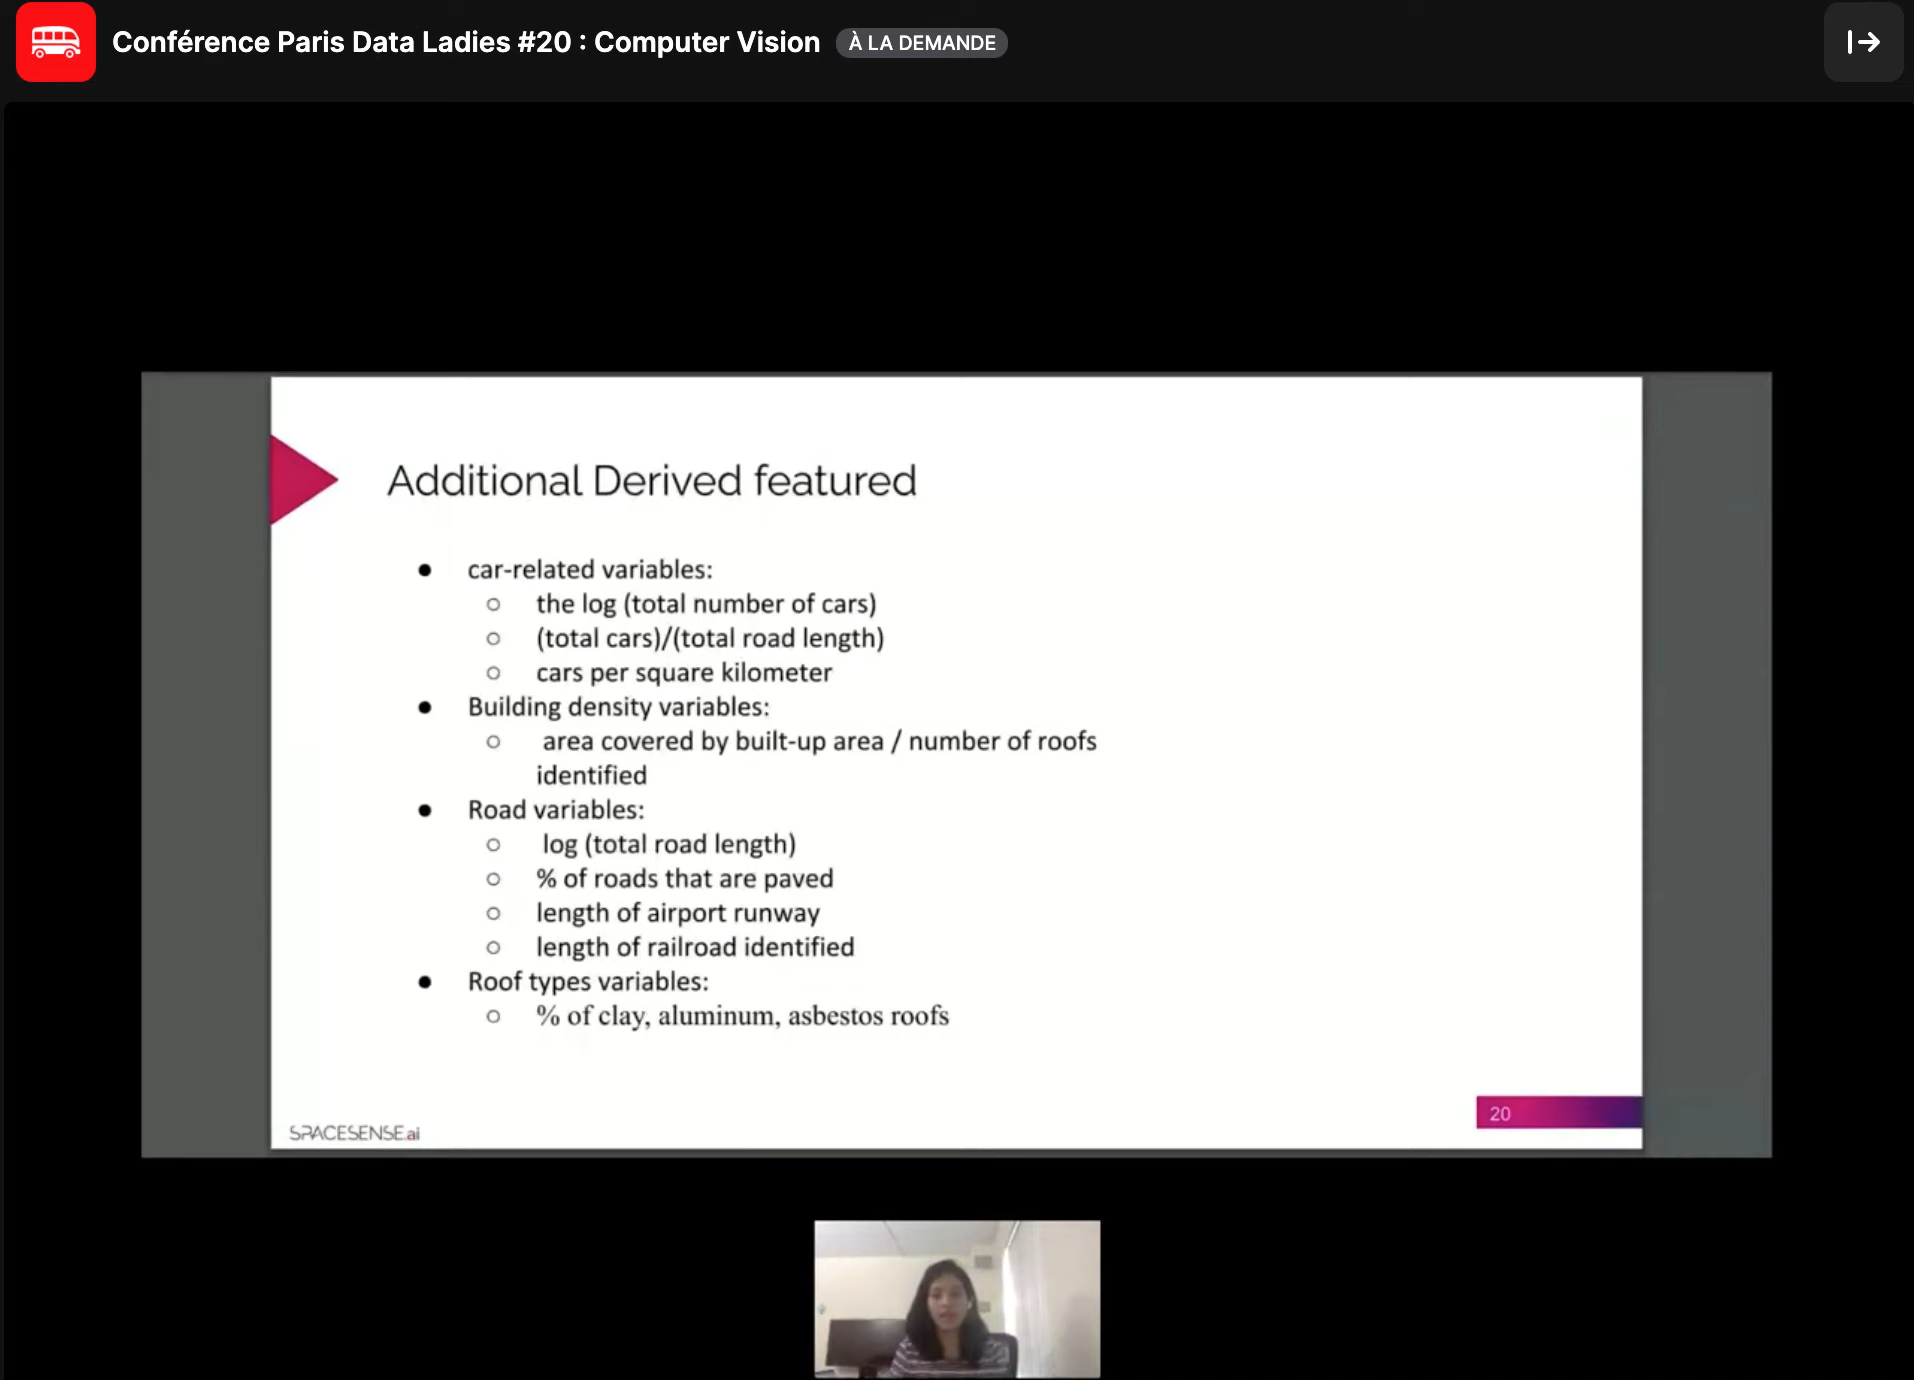 Conférence Paris Data Ladies #20 : Computer Vision À LA DEMANDE
Additional Derived featured
● car-related variables:
○ the log (total number of cars)
○ (total cars)/(total road length)
○ cars per square kilometer
● Building density variables:
○ area covered by built-up area / number of roofs
identified
● Road variables:
○ log (total road length)
○ % of roads that are paved
○ length of airport runway
○ length of railroad identified
● Roof types variables:
○ % of clay, aluminum, asbestos roofs
20
SPACESENSE.ai